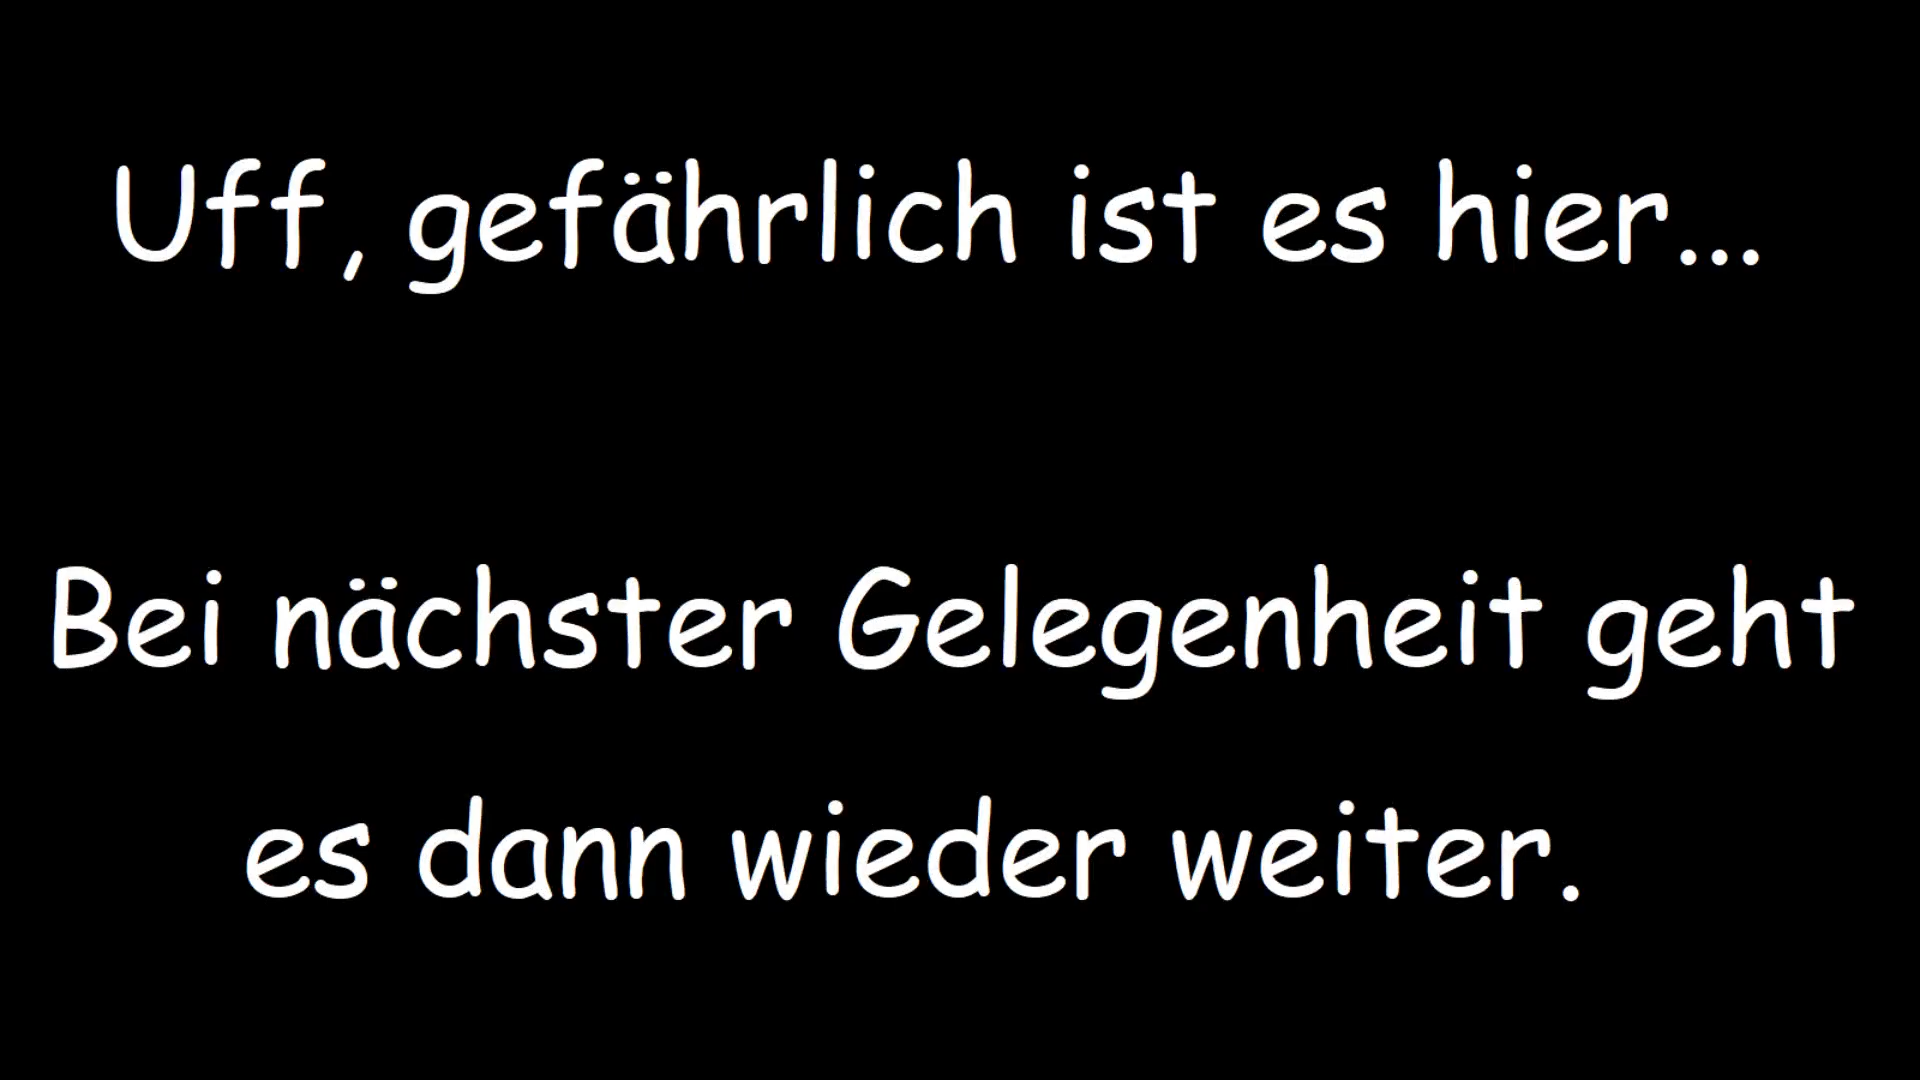 Uff, gefährlich ist es hier...
Bei nächster Gelegenheit geht
es dann wieder weiter.